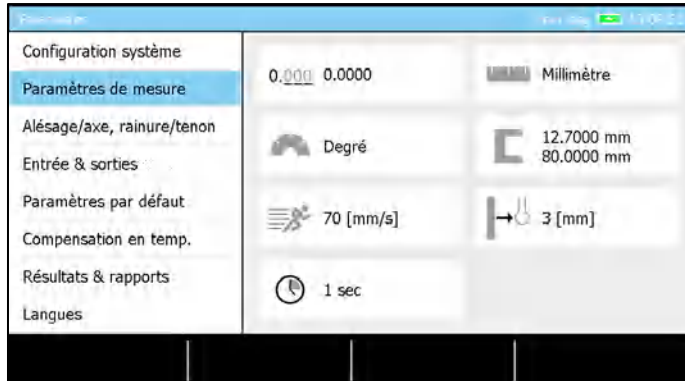 Configuration système
Paramètres de mesure
Alésage/axe, rainure/tenon
Entrée & sorties
Paramètres par défaut
Compensation en temp.
Résultats & rapports
Langues
0.000 0.0000
Millimètre
Degré
12.7000 mm
80.0000 mm
70 [mm/s]
3 [mm]
1 sec